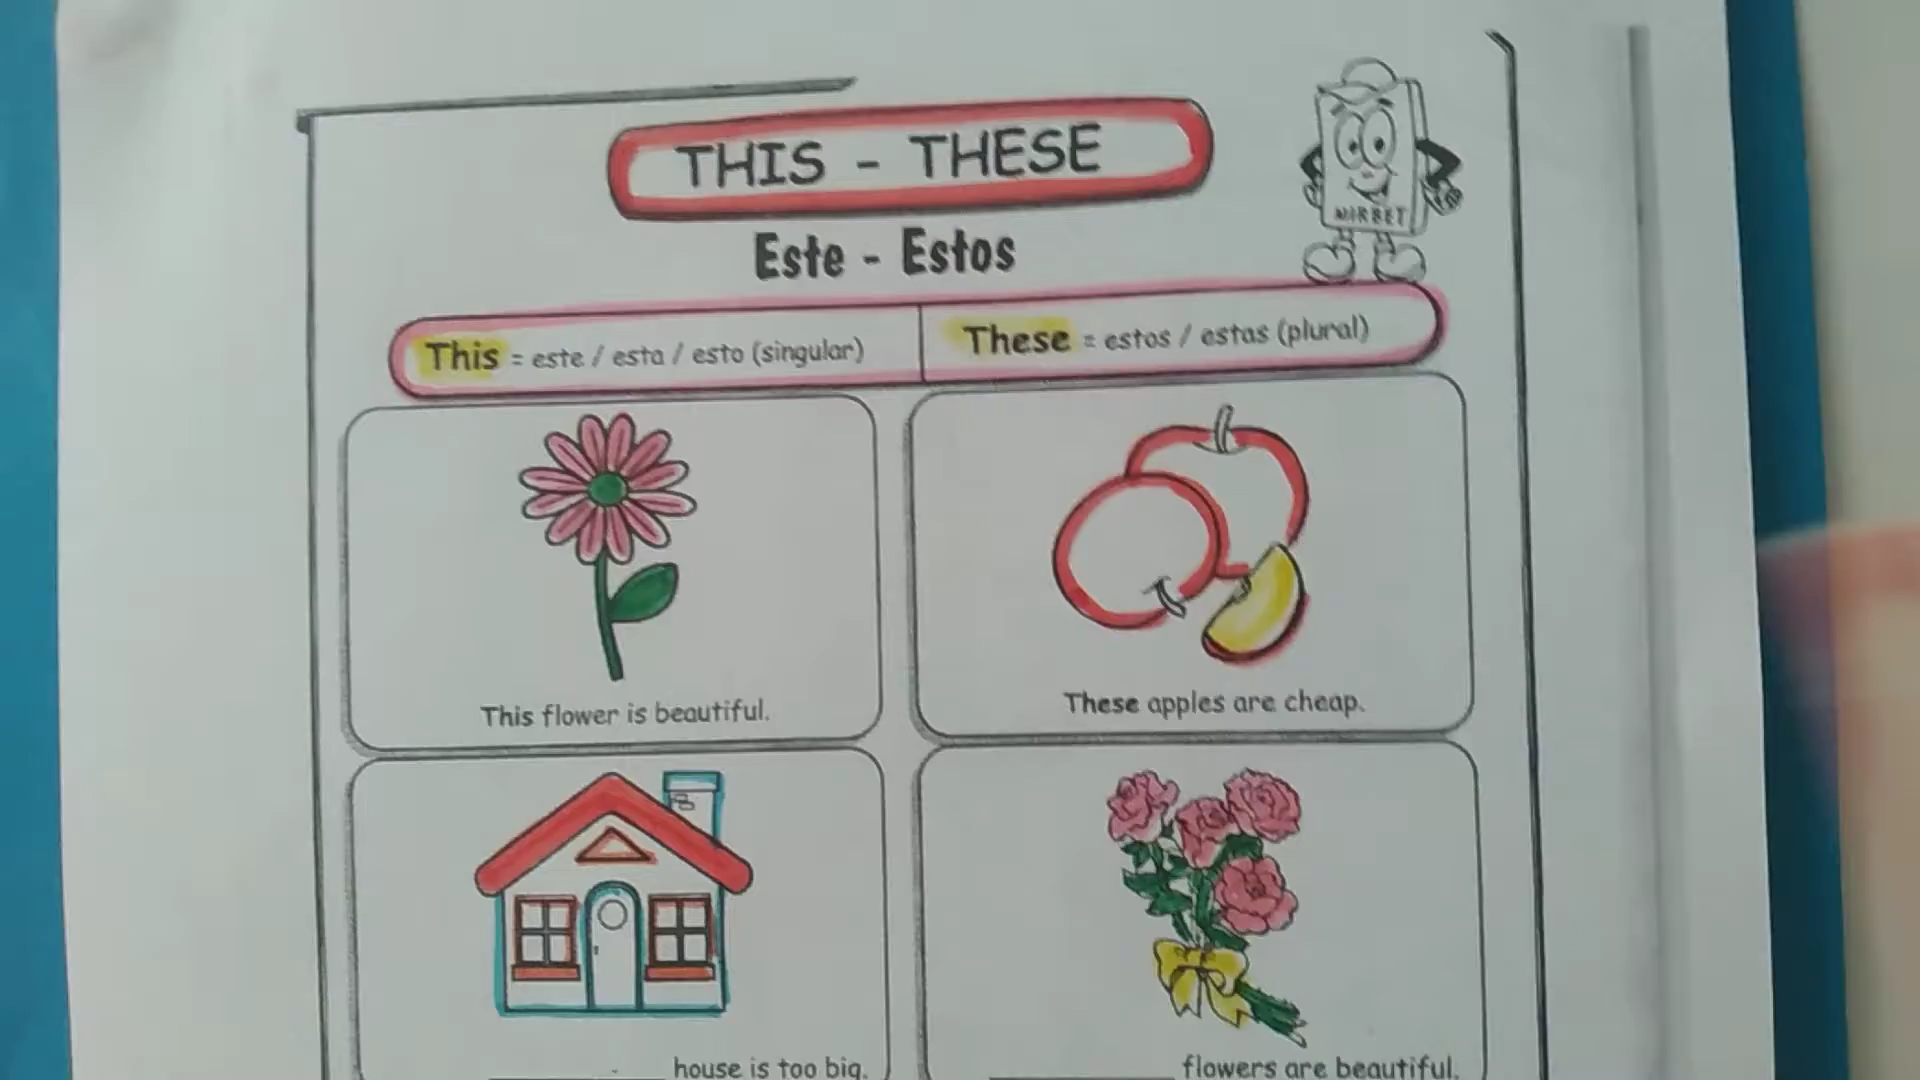 THIS - THESE
NIRBET
Este - Estos
This = este / esta / esto (singular)
These = estos / estas (plural)
This flower is beautiful.
These apples are cheap.
house is too big.
flowers are beautiful.